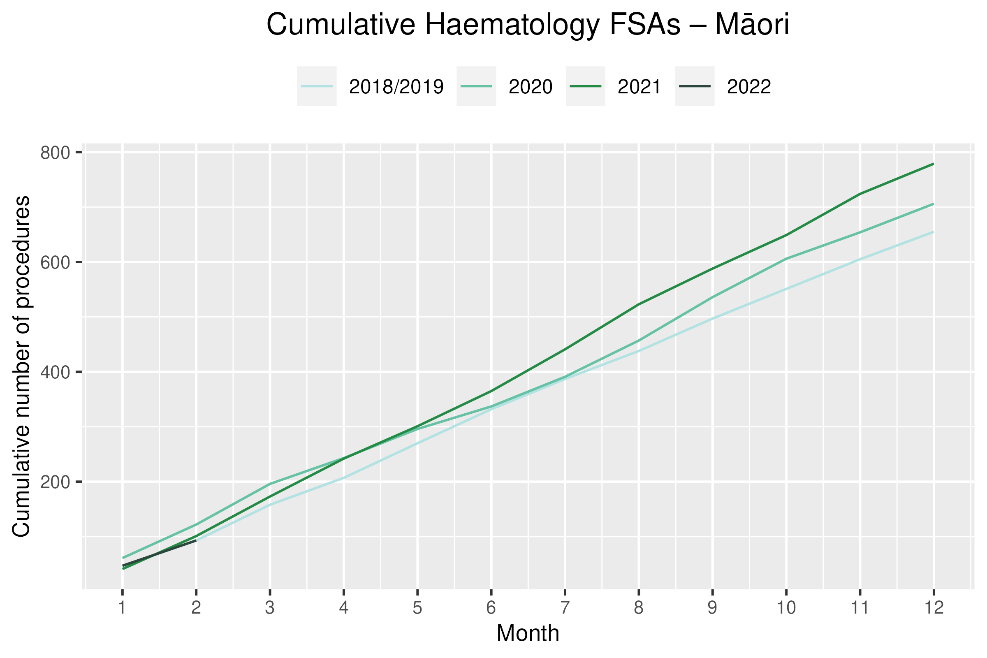 Cumulative Haematology FSAs – Māori
2018/2019 2020 2021 2022
Cumulative number of procedures
800
600
400
200
1 2 3 4 5 6 7 8 9 10 11 12
Month